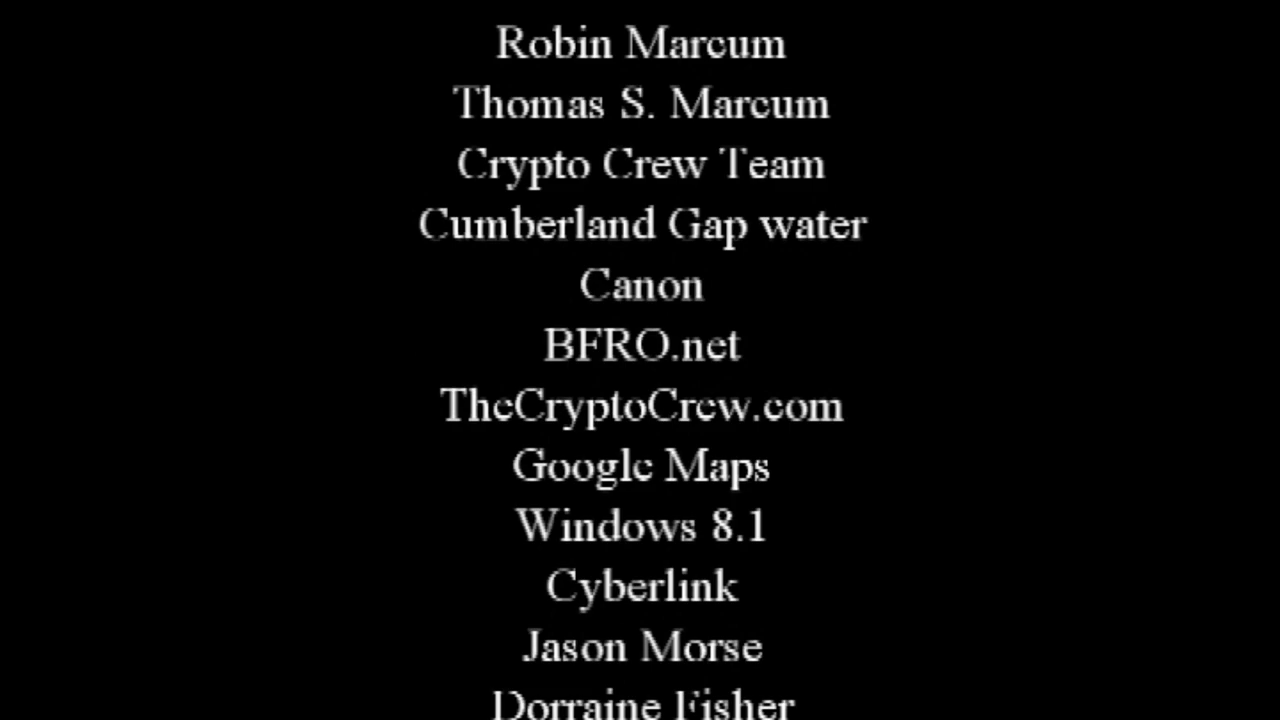 Robin Marcum
Thomas S. Marcum
Crypto Crew Team
Cumberland Gap water
Canon
BFRO.net
TheCryptoCrew.com
Google Maps
Windows 8.1
Cyberlink
Jason Morse
Dorraine Fisher